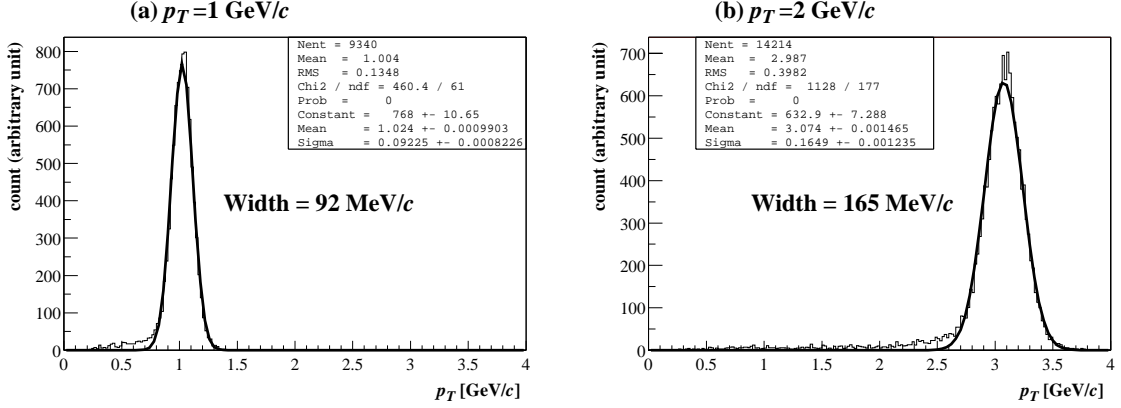 (a) p_T =1 GeV/c
count (arbitrary unit)
800
700
600
500
400
300
200
100
0
Nent = 9340
Mean = 1.004
RMS = 0.1348
Chi2 / ndf = 460.4 / 61
Prob = 0
Constant = 768 +- 10.65
Mean = 1.024 +- 0.0009903
Sigma = 0.09225 +- 0.0008226
Width = 92 MeV/c
0 0.5 1 1.5 2 2.5 3 3.5 4
p_T [GeV/c]
(b) p_T=2 GeV/c
count (arbitrary unit)
700
600
500
400
300
200
100
0
Nent = 14214
Mean = 2.987
RMS = 0.3982
Chi2 / ndf = 1128 / 177
Prob = 0
Constant = 632.9 +- 7.288
Mean = 3.074 +- 0.001465
Sigma = 0.1649 +- 0.001235
Width = 165 MeV/c
0 0.5 1 1.5 2 2.5 3 3.5 4
p_T [GeV/c]